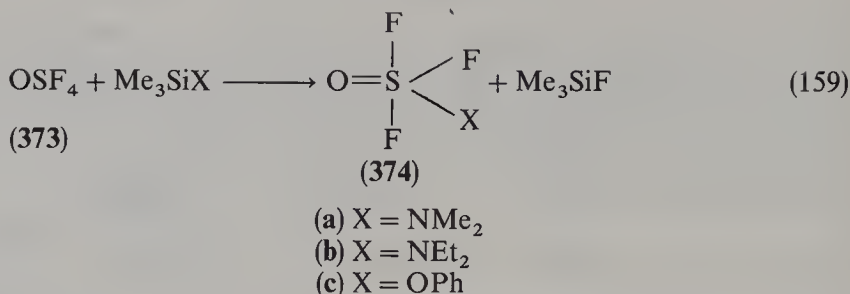 F
OSF₄ + Me₃SiX ⟶ O=S F + Me₃SiF (159)
X
(373) F
(374)
(a) X = NMe₂
(b) X = NEt₂
(c) X = OPh